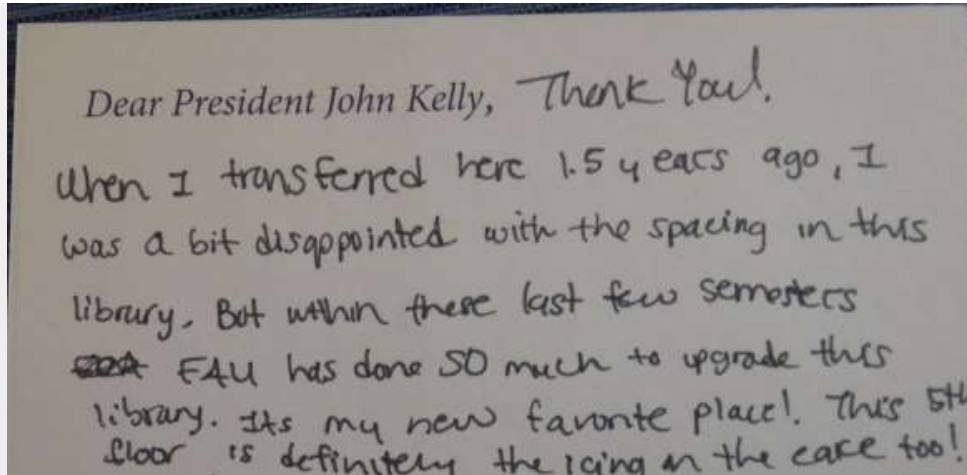 Dear President John Kelly, Thank You!
When I transferred here 1.5 years ago, I
was a bit disappointed with the spacing in this
library. But within these last few semesters
FAU has done SO much to upgrade this
library. Its my new favorite place! This 5th
floor is definitely the icing on the cake too!